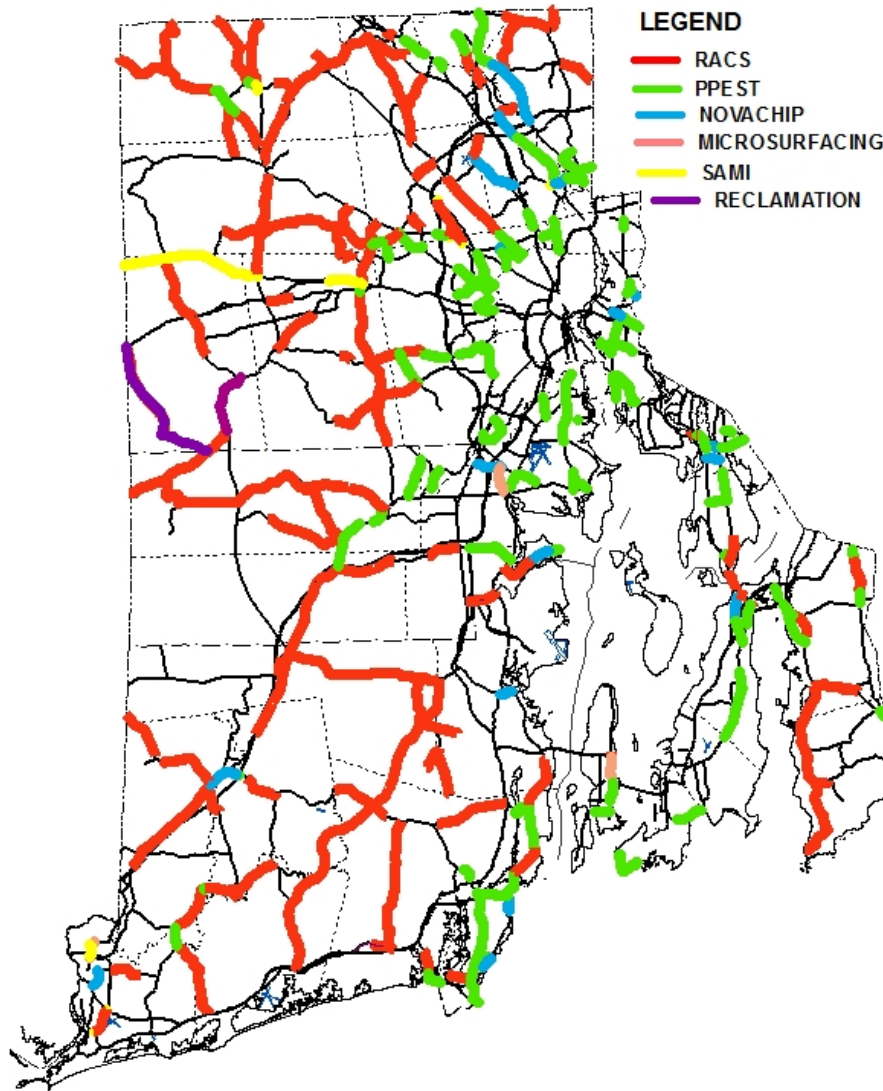 LEGEND
RACS
PPEST
NOVACHIP
MICROSURFACING
SAMI
RECLAMATION